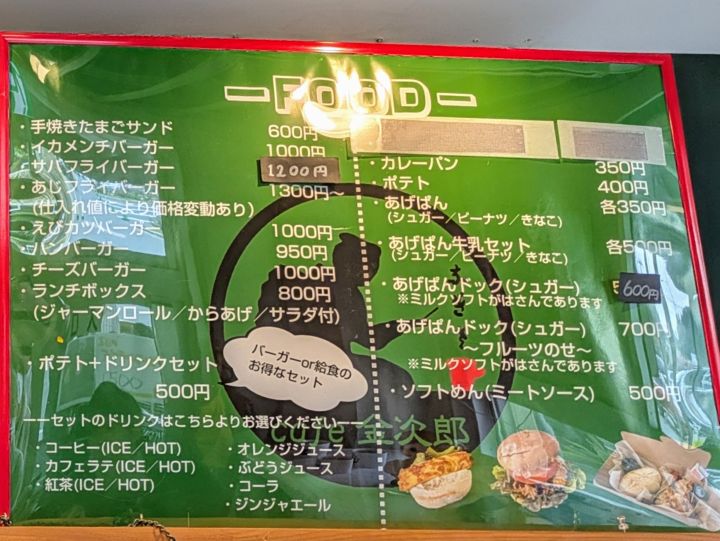 FOOD
・手焼きたまごサンド 600円
・イカメンチバーガー 1000円
・サバフライバーガー 1200円
・あじフライバーガー 1300円～
(仕入れ値により価格変動あり)
・えびカツバーガー 1000円
・ハンバーガー 950円
・チーズバーガー 1000円
・ランチボックス 800円
(ジャーマンロール／からあげ／サラダ付)
・ポテト+ドリンクセット
500円
バーガーor給食の
お得なセット
ーーセットのドリンクはこちらよりお選びくださいーー
・コーヒー(ICE／HOT)
・カフェラテ(ICE／HOT)
・紅茶(ICE／HOT)
・オレンジジュース
・ぶどうジュース
・コーラ
・ジンジャエール
・カレーパン 350円
・ポテト 400円
・あげぱん 各350円
(シュガー／ピーナツ／きなこ)
・あげぱん牛乳セット 各500円
(シュガー／ピーナツ／きなこ)
・あげぱんドック(シュガー) 600円
※ミルクソフトがはさんであります
・あげぱんドック(シュガー) 700円
～フルーツのせ～
※ミルクソフトがはさんであります
・ソフトめん(ミートソース) 500円
cafe 金次郎